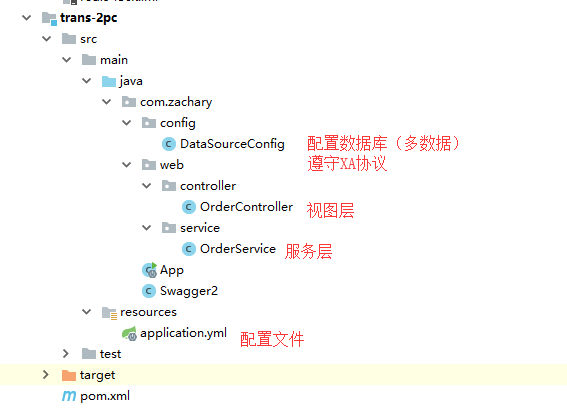 trans-2pc
src
main
java
com.zachary
config
DataSourceConfig
配置数据库（多数据）
遵守XA协议
web
controller
OrderController
视图层
service
OrderService
服务层
App
Swagger2
resources
application.yml
配置文件
test
target
pom.xml